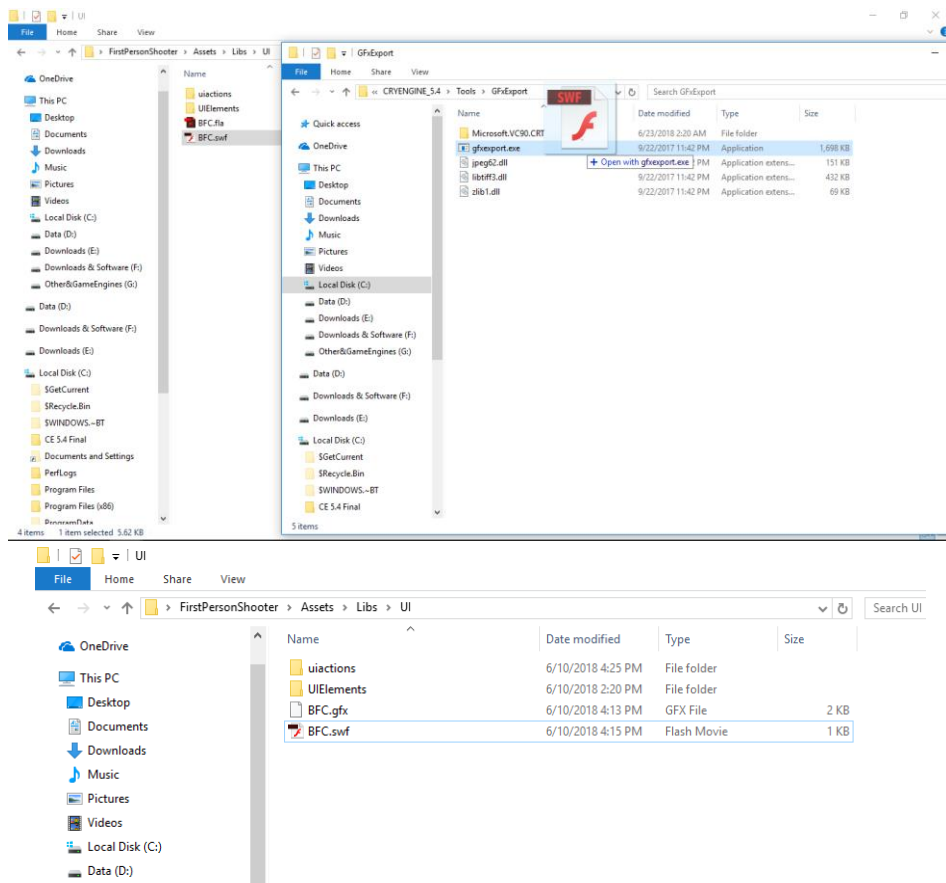 UI
File Home Share View
FirstPersonShooter > Assets > Libs > UI
Name
OneDrive
This PC
Desktop
Documents
Downloads
Music
Pictures
Videos
Local Disk (C:)
Data (D:)
Downloads (E:)
Downloads & Software (F:)
Other&GameEngines (G:)
Data (D:)
Downloads & Software (F:)
Downloads (E:)
Local Disk (C:)
$GetCurrent
$Recycle.Bin
$WINDOWS.~BT
CE 5.4 Final
Documents and Settings
PerfLogs
Program Files
Program Files (x86)
ProgramData
uiactions
UIElements
BFC.fla
BFC.swf
4 items 1 item selected 5.62 KB
GFxExport
File Home Share View
« CRYENGINE_5.4 > Tools > GFxExport
Search GFxExport
Quick access
OneDrive
This PC
Desktop
Documents
Downloads
Music
Pictures
Videos
Local Disk (C:)
Data (D:)
Downloads (E:)
Downloads & Software (F:)
Other&GameEngines (G:)
Data (D:)
Downloads & Software (F:)
Downloads (E:)
Local Disk (C:)
$GetCurrent
$Recycle.Bin
$WINDOWS.~BT
CE 5.4 Final
Name Date modified Type Size
Microsoft.VC90.CRT 6/23/2018 2:20 AM File folder
gfxexport.exe 9/22/2017 11:42 PM Application 1,698 KB
jpeg62.dll PM Application extens... 151 KB
libtiff3.dll 9/22/2017 11:42 PM Application extens... 432 KB
zlib1.dll 9/22/2017 11:42 PM Application extens... 69 KB
SWF
+ Open with gfxexport.exe
5 items
UI
File Home Share View
FirstPersonShooter > Assets > Libs > UI
Search UI
OneDrive
This PC
Desktop
Documents
Downloads
Music
Pictures
Videos
Local Disk (C:)
Data (D:)
Name Date modified Type Size
uiactions 6/10/2018 4:25 PM File folder
UIElements 6/10/2018 2:20 PM File folder
BFC.gfx 6/10/2018 4:13 PM GFX File 2 KB
BFC.swf 6/10/2018 4:15 PM Flash Movie 1 KB